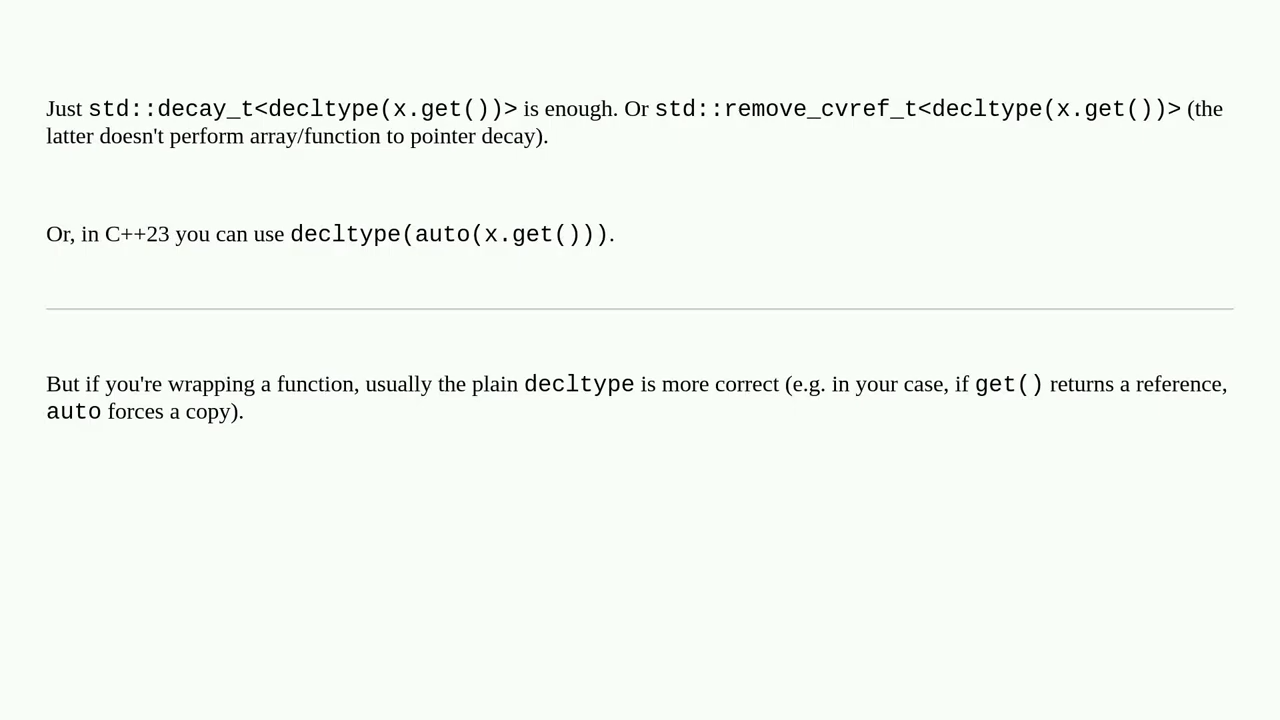 Just std::decay_t<decltype(x.get())> is enough. Or std::remove_cvref_t<decltype(x.get())> (the
latter doesn't perform array/function to pointer decay).
Or, in C++23 you can use decltype(auto(x.get())).
But if you're wrapping a function, usually the plain decltype is more correct (e.g. in your case, if get() returns a reference,
auto forces a copy).